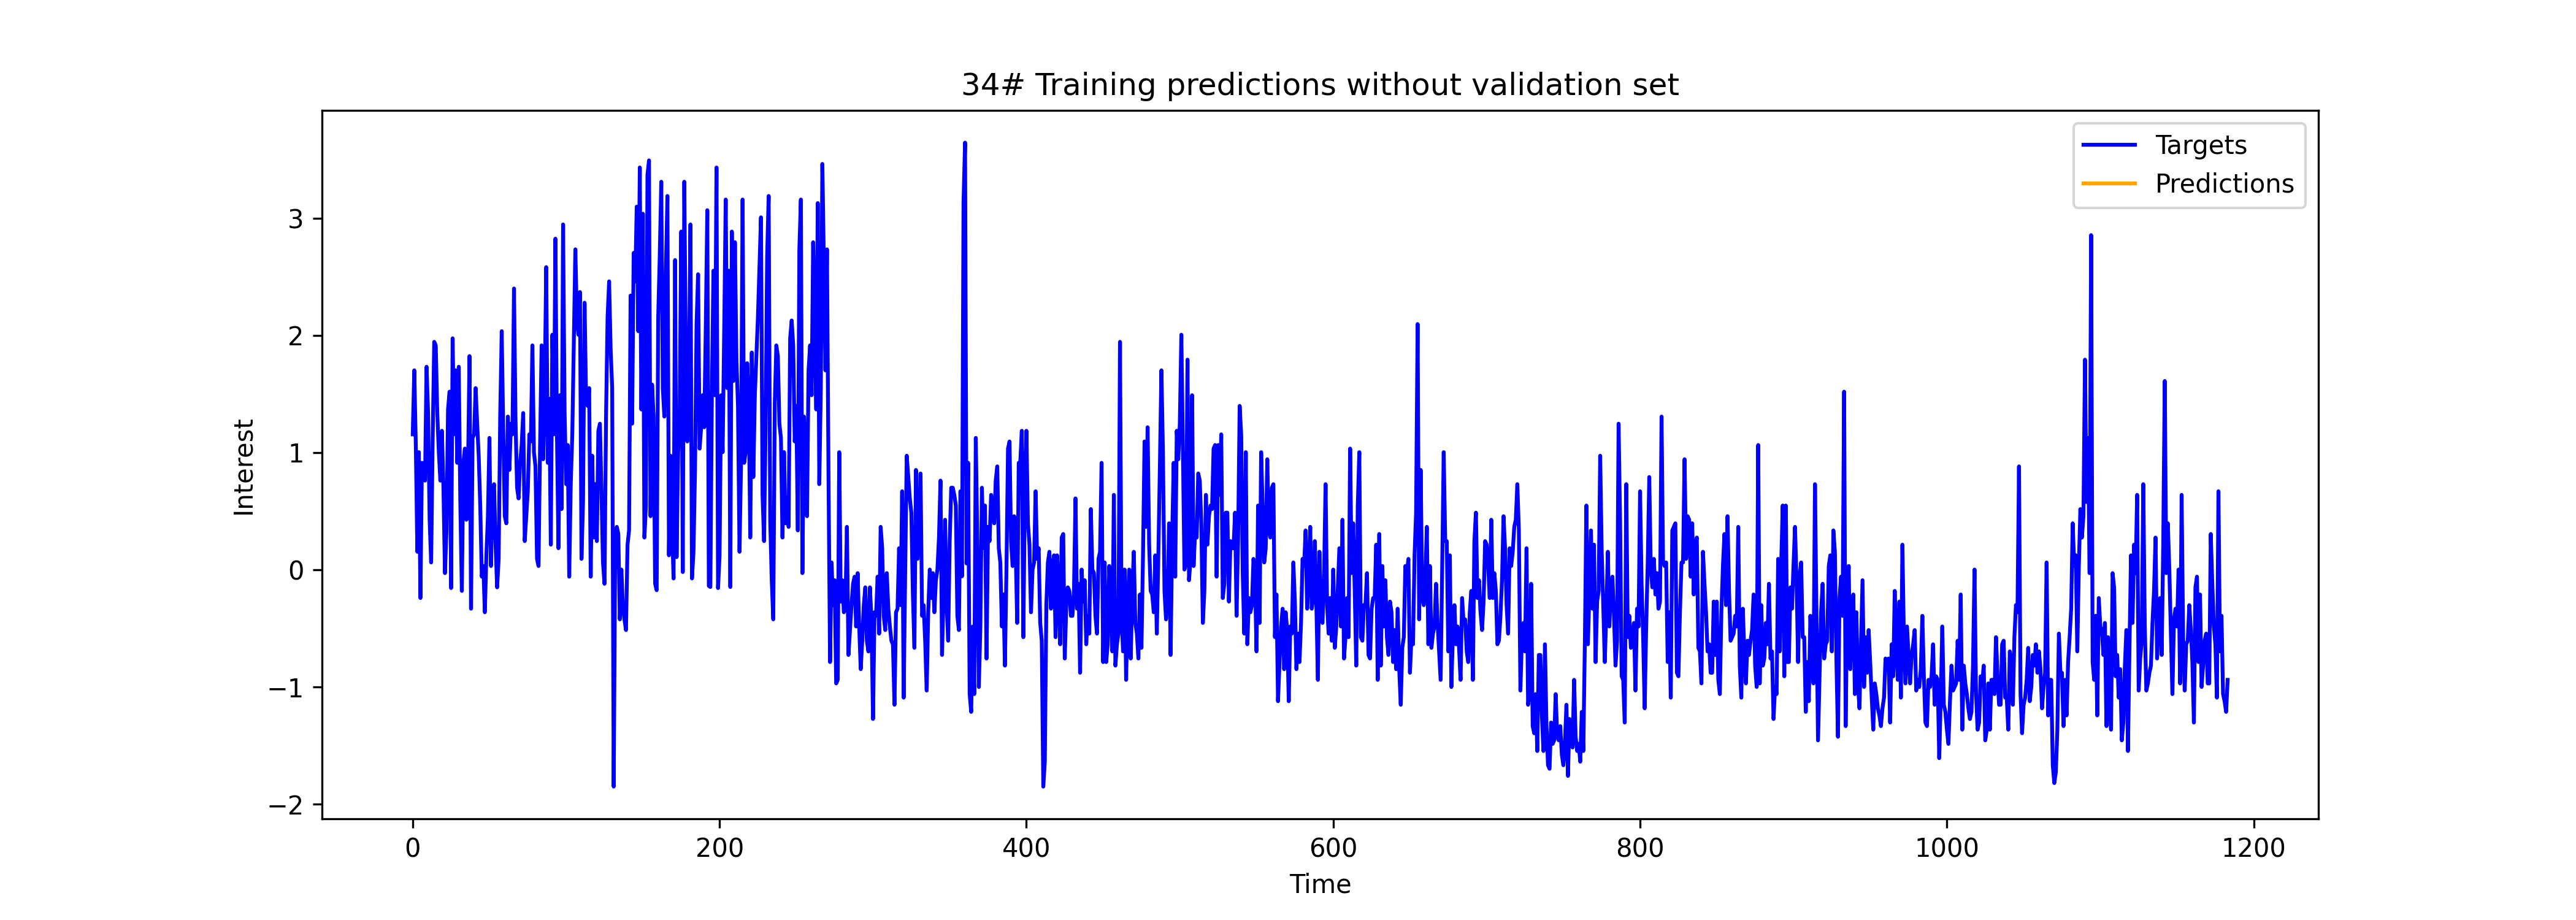 34# Training predictions without validation set
Targets
Predictions
3
2
1
0
−1
−2
Interest
0 200 400 600 800 1000 1200
Time